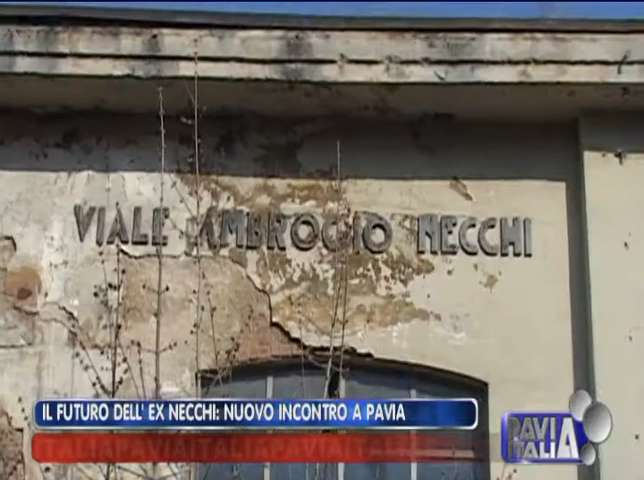 VIALE AMBROGIO NECCHI
IL FUTURO DELL' EX NECCHI: NUOVO INCONTRO A PAVIA
PAVIA
ITALIA